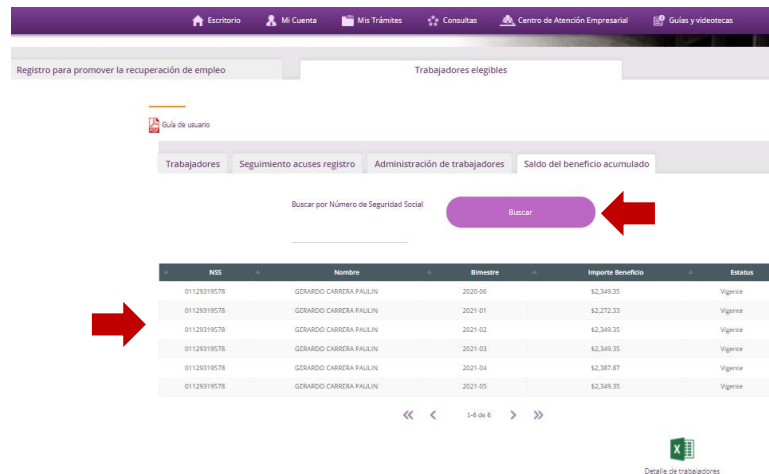 Escritorio Mi Cuenta Mis Trámites Consultas Centro de Atención Empresarial Guías y videotecas
Registro para promover la recuperación de empleo Trabajadores elegibles
Guía de usuario
Trabajadores Seguimiento acuses registro Administración de trabajadores Saldo del beneficio acumulado
Buscar por Número de Seguridad Social Buscar
NSS Nombre Bimestre Importe Beneficio Estatus
01129319578 GERARDO CARRERA PAULIN 2020-06 $2,349.35 Vigente
01129319578 GERARDO CARRERA PAULIN 2021-01 $2,272.33 Vigente
01129319578 GERARDO CARRERA PAULIN 2021-02 $2,349.35 Vigente
01129319578 GERARDO CARRERA PAULIN 2021-03 $2,349.35 Vigente
01129319578 GERARDO CARRERA PAULIN 2021-04 $2,387.87 Vigente
01129319578 GERARDO CARRERA PAULIN 2021-05 $2,349.35 Vigente
1-6 de 6
Detalle de trabajadores